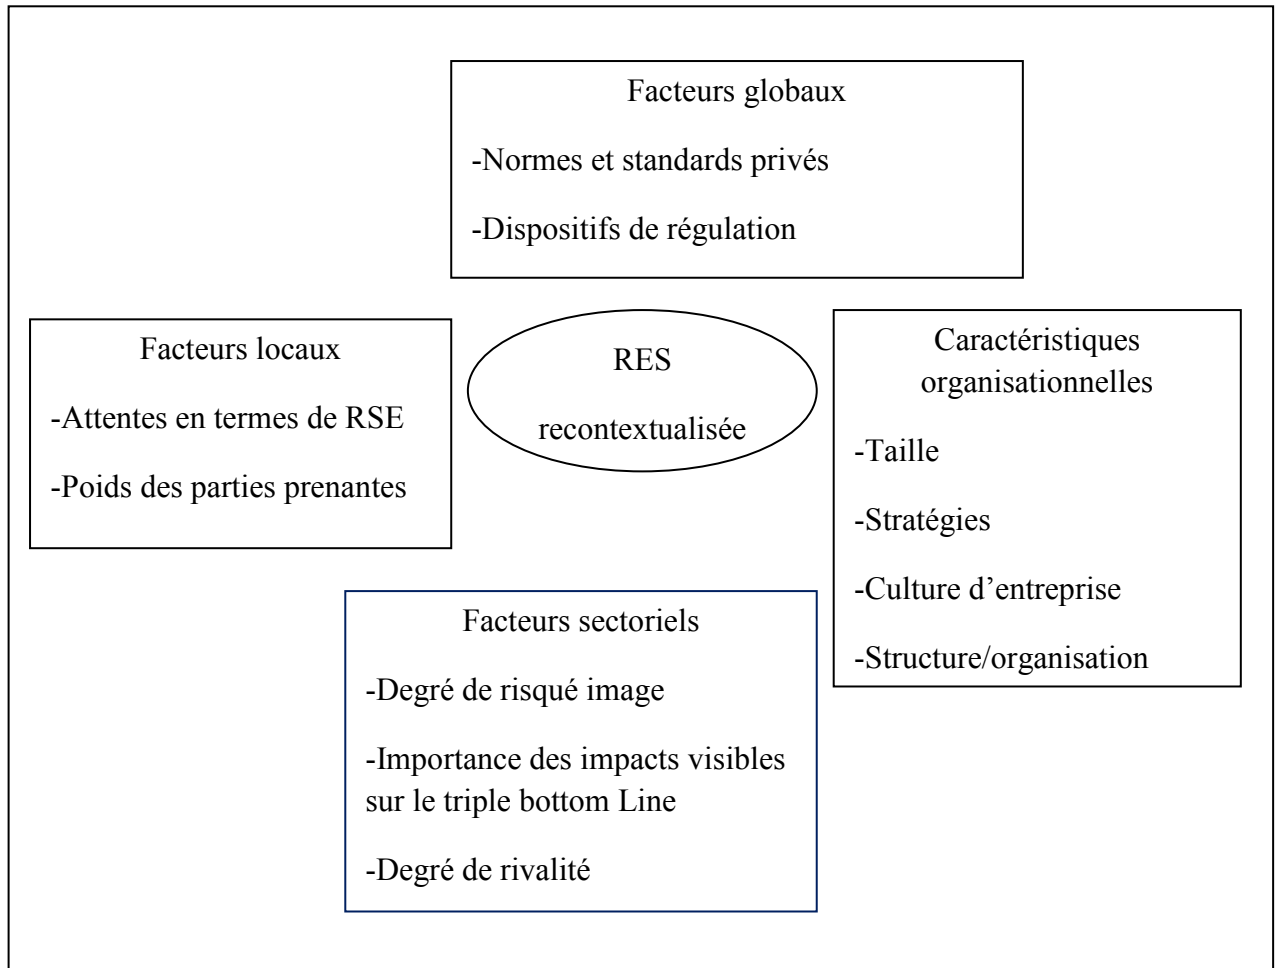 Facteurs globaux
-Normes et standards privés
-Dispositifs de régulation
Facteurs locaux
-Attentes en termes de RSE
-Poids des parties prenantes
RES
recontextualisée
Caractéristiques
organisationnelles
-Taille
-Stratégies
-Culture d’entreprise
-Structure/organisation
Facteurs sectoriels
-Degré de risqué image
-Importance des impacts visibles
sur le triple bottom Line
-Degré de rivalité